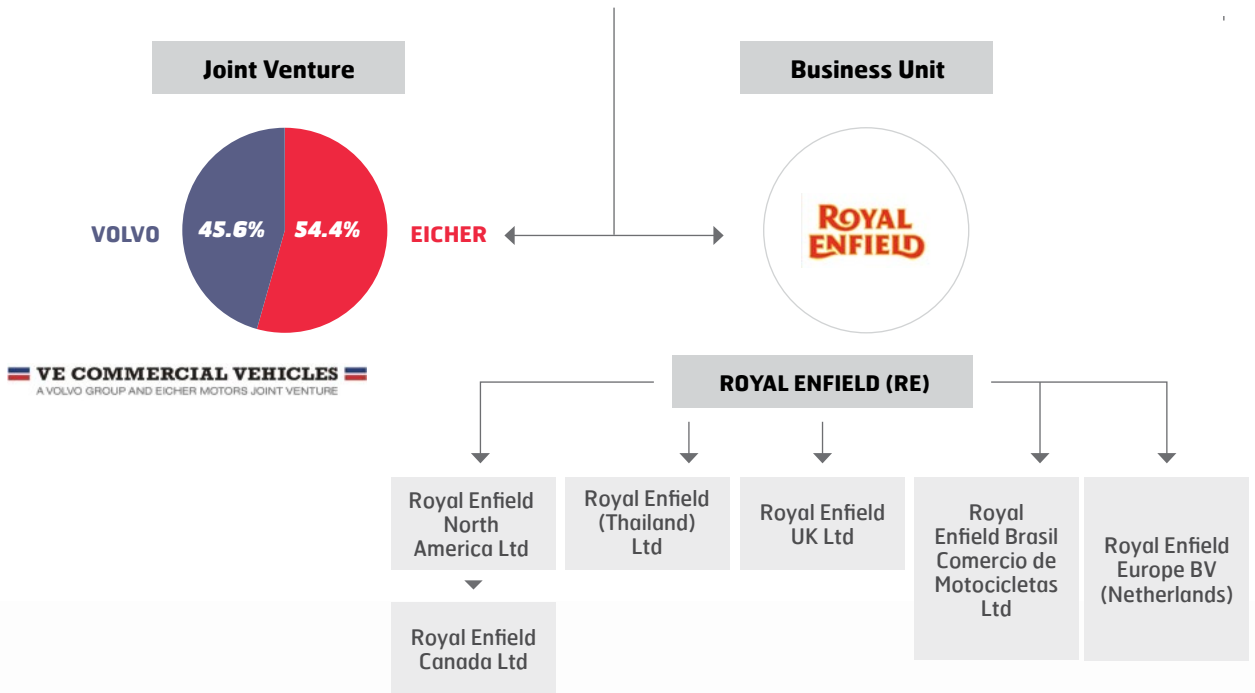 Joint Venture
Business Unit
VOLVO
45.6%
54.4%
EICHER
ROYAL
ENFIELD
VE COMMERCIAL VEHICLES
A VOLVO GROUP AND EICHER MOTORS JOINT VENTURE
ROYAL ENFIELD (RE)
Royal Enfield
North
America Ltd
Royal Enfield
(Thailand)
Ltd
Royal Enfield
UK Ltd
Royal
Enfield Brasil
Comercio de
Motocicletas
Ltd
Royal Enfield
Europe BV
(Netherlands)
Royal Enfield
Canada Ltd